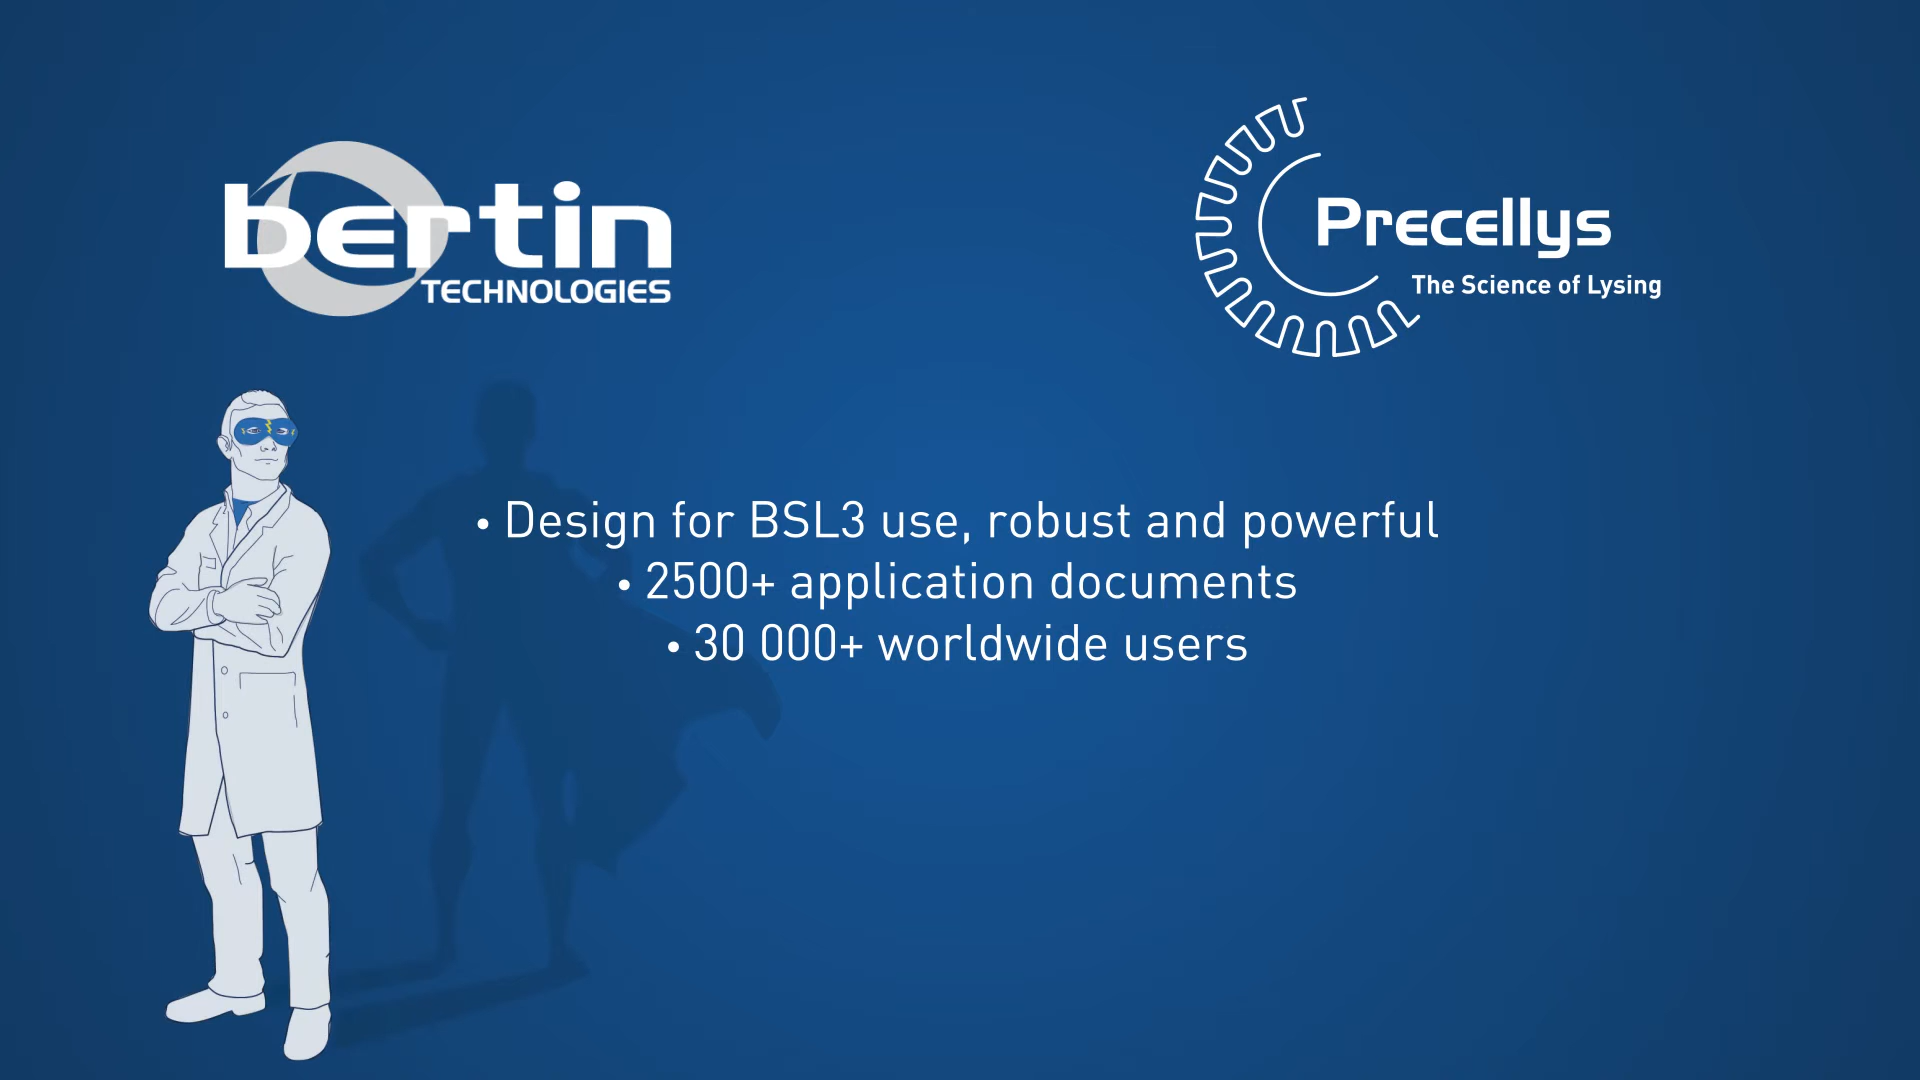 bertin
TECHNOLOGIES
Precellys
The Science of Lysing
• Design for BSL3 use, robust and powerful
• 2500+ application documents
• 30 000+ worldwide users